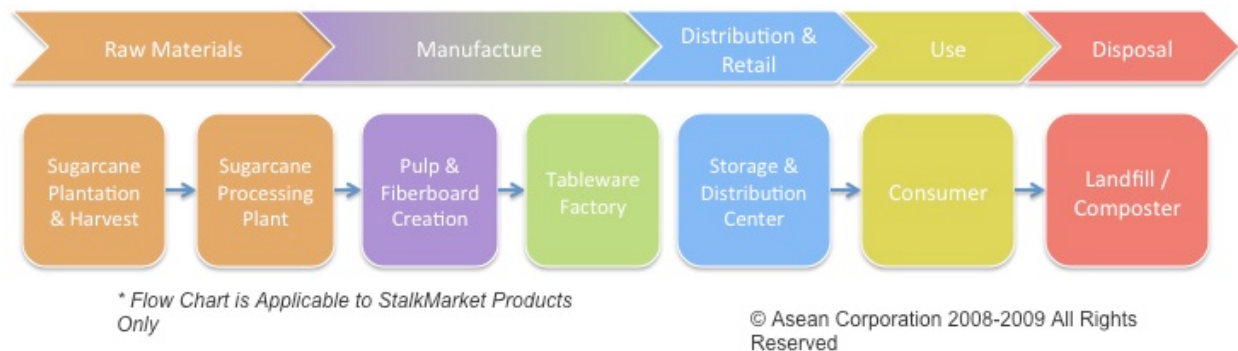 Raw Materials
Manufacture
Distribution &
Retail
Use
Disposal
Sugarcane
Plantation
& Harvest
Sugarcane
Processing
Plant
Pulp &
Fiberboard
Creation
Tableware
Factory
Storage &
Distribution
Center
Consumer
Landfill /
Composter
* Flow Chart is Applicable to StalkMarket Products
Only
© Asean Corporation 2008-2009 All Rights
Reserved